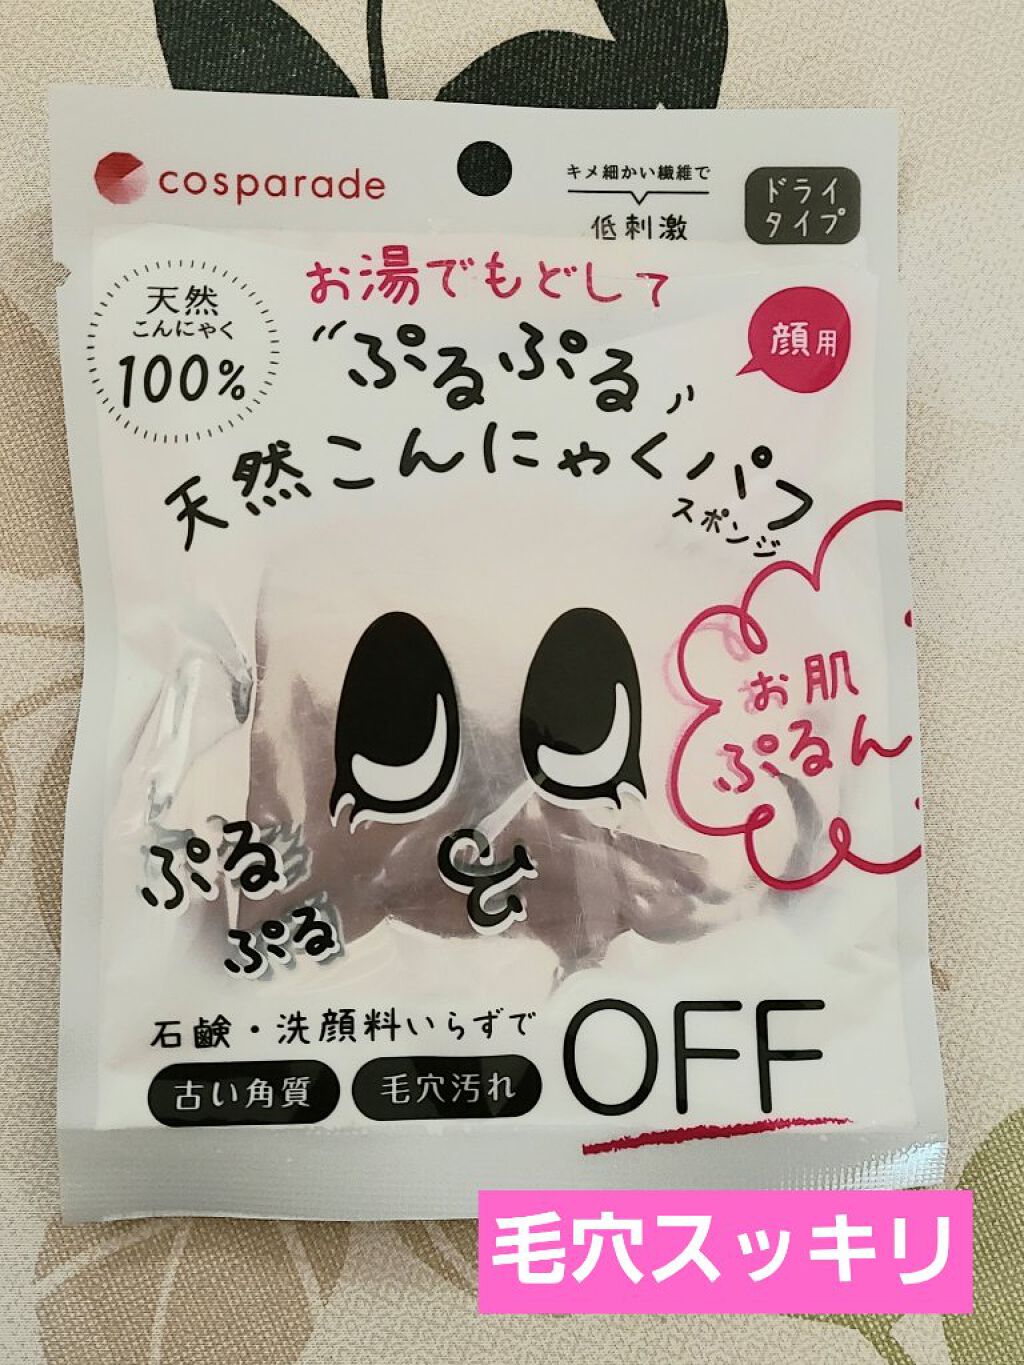 cosparade
キメ細かい繊維で
低刺激
ドライ
タイプ
天然
こんにゃく
100%
お湯でもどして
"ぷるぷる"
天然こんにゃくパフ
スポンジ
顔用
お肌
ぷるん
ぷる
ぷる
石鹸・洗顔料いらずで
古い角質
毛穴汚れ
OFF
毛穴スッキリ